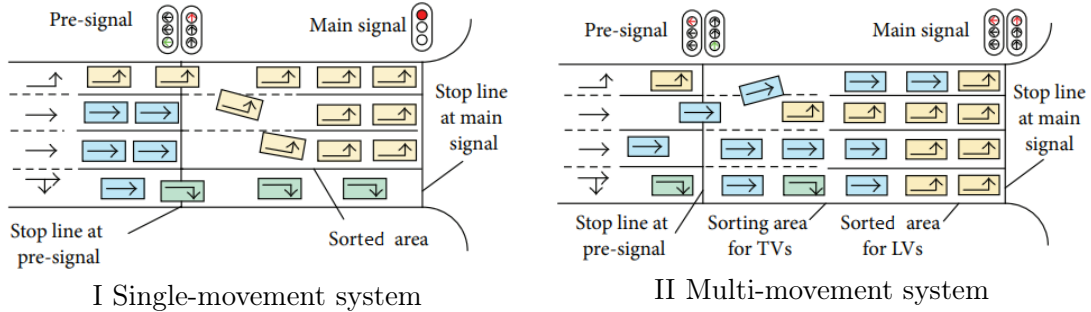 Pre-signal
Main signal
Stop line
at main
signal
Stop line at
pre-signal
Sorted area
I Single-movement system
Pre-signal
Main signal
Stop line
at main
signal
Stop line at
pre-signal
Sorting area
for TVs
Sorted area
for LVs
II Multi-movement system